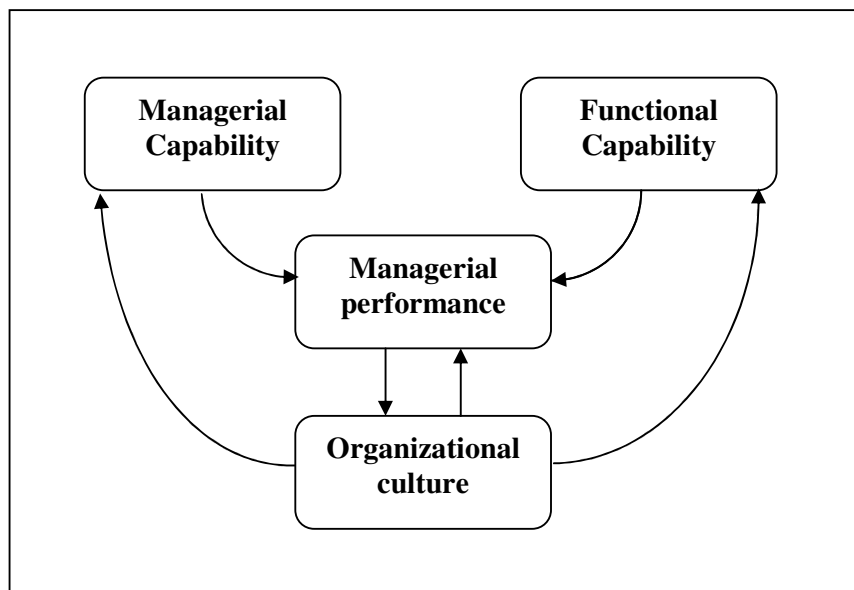 Managerial
Capability
Functional
Capability
Managerial
performance
Organizational
culture